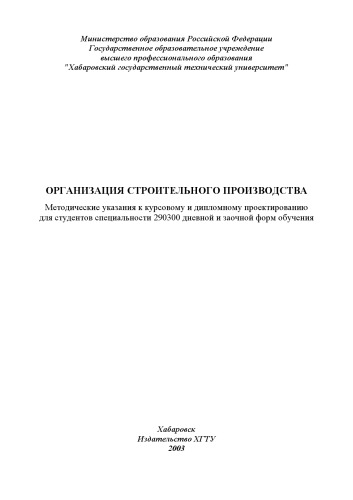 Министерство образования Российской Федерации
Государственное образовательное учреждение
высшего профессионального образования
"Хабаровский государственный технический университет"
ОРГАНИЗАЦИЯ СТРОИТЕЛЬНОГО ПРОИЗВОДСТВА
Методические указания к курсовому и дипломному проектированию
для студентов специальности 290300 дневной и заочной форм обучения
Хабаровск
Издательство ХГТУ
2003